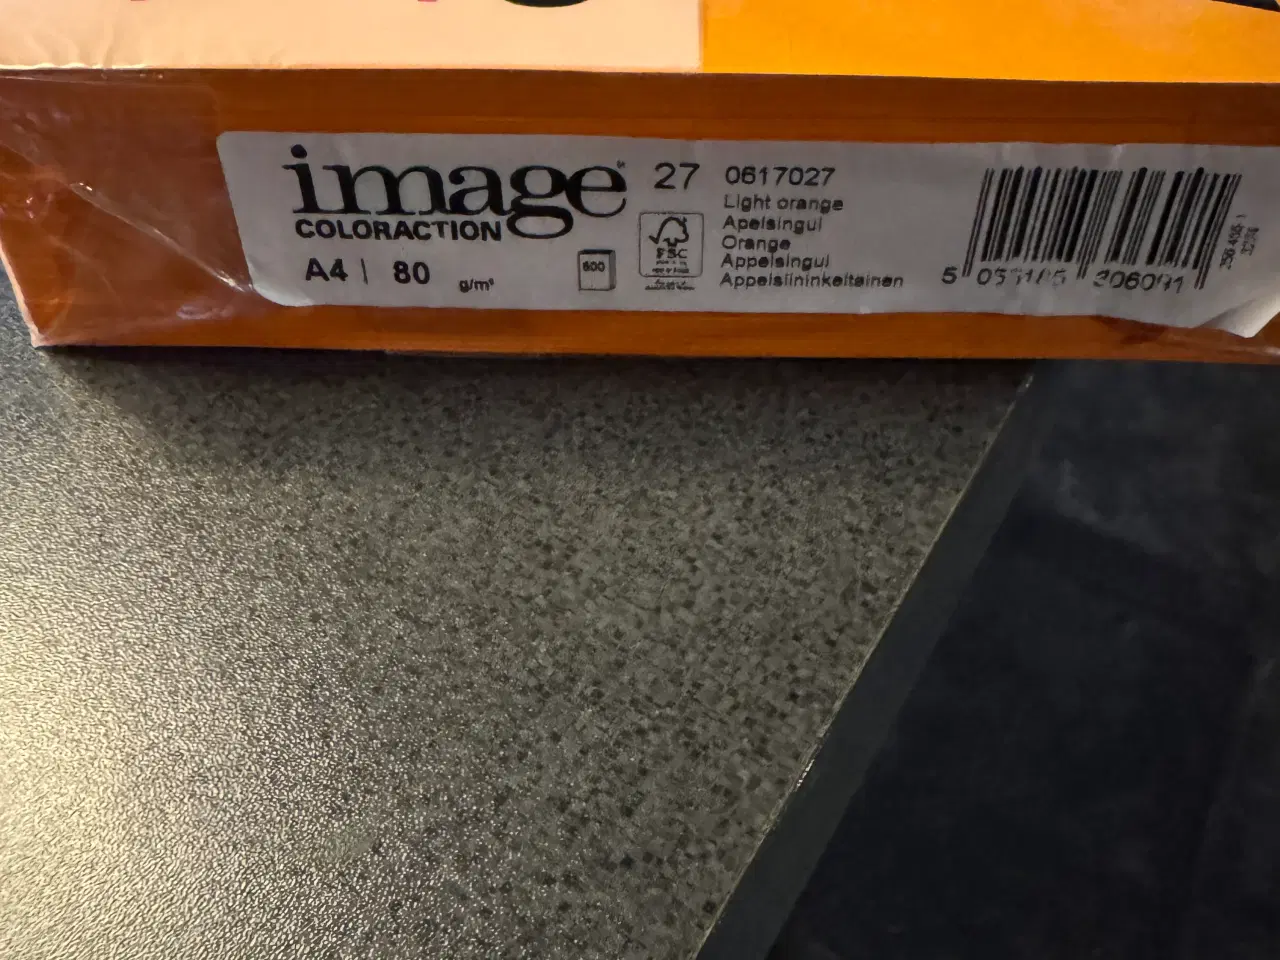 image
COLORACTION
A4 | 80 g/m²
500
27
FSC
0617027
Light orange
Apelsingul
Orange
Appelsingul
Appelsiininkeltainen